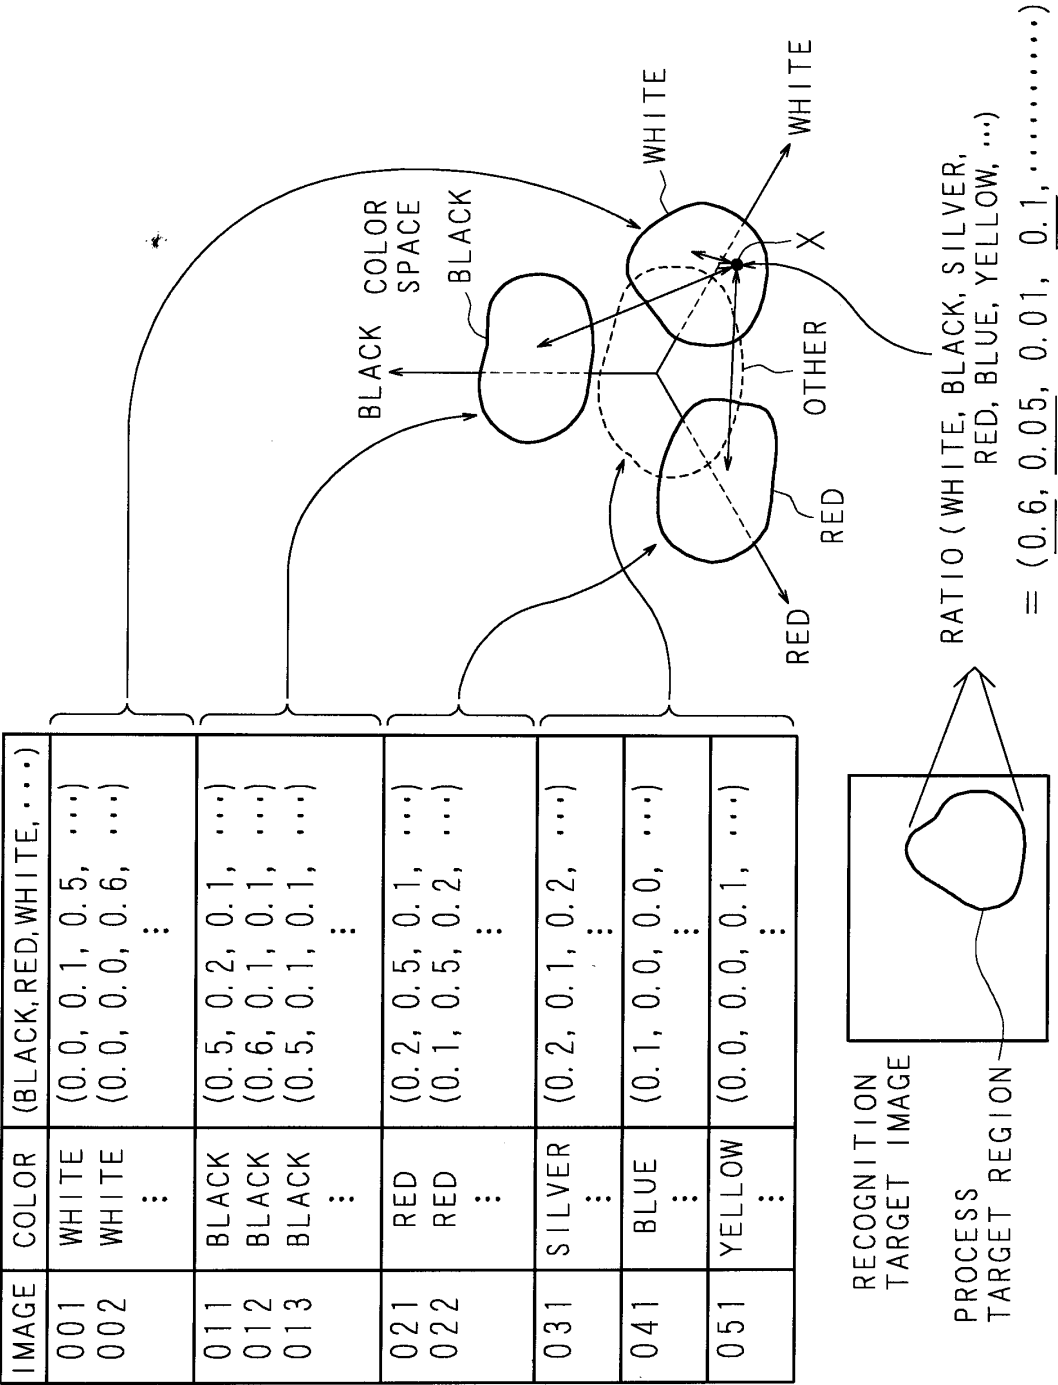 IMAGE COLOR (BLACK, RED, WHITE, ····)
001 WHITE (0.0, 0.1, 0.5, ···)
002 WHITE (0.0, 0.0, 0.6, ···)
⋮ ⋮
011 BLACK (0.5, 0.2, 0.1, ···)
012 BLACK (0.6, 0.1, 0.1, ···)
013 BLACK (0.5, 0.1, 0.1, ···)
⋮ ⋮
021 RED (0.2, 0.5, 0.1, ···)
022 RED (0.1, 0.5, 0.2, ···)
⋮ ⋮
031 SILVER (0.2, 0.1, 0.2, ···)
⋮ ⋮
041 BLUE (0.1, 0.0, 0.0, ···)
⋮ ⋮
051 YELLOW (0.0, 0.0, 0.1, ···)
⋮ ⋮
BLACK
COLOR
SPACE
BLACK
WHITE
WHITE
X
OTHER
RED
RED
RECOGNITION
TARGET IMAGE
PROCESS
TARGET REGION
RATIO (WHITE, BLACK, SILVER,
RED, BLUE, YELLOW, ···)
= (0.6, 0.05, 0.01, 0.1, ···········)